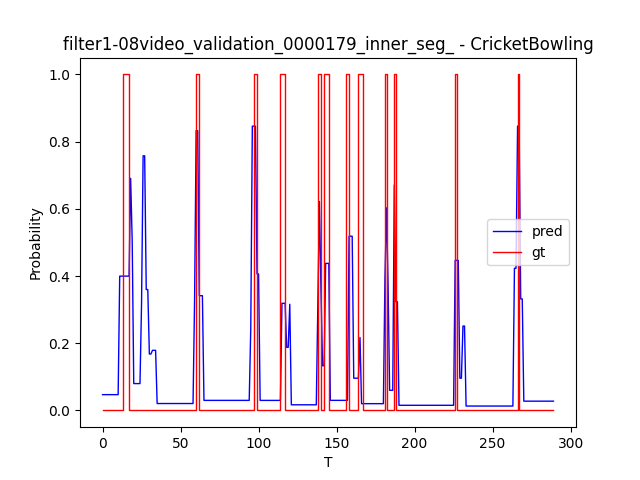 filter1-08video_validation_0000179_inner_seg_ - CricketBowling
1.0
0.8
0.6
0.4
0.2
0.0
Probability
pred
gt
0
50
100
150
200
250
300
T